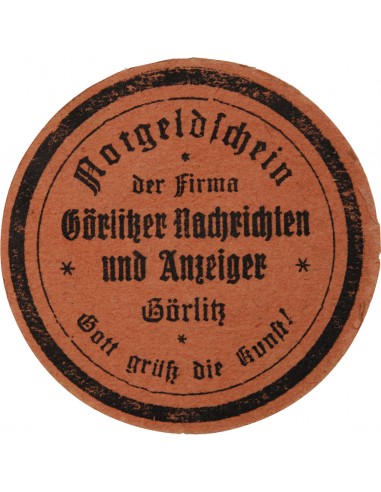 Notgeldschein
*
der Firma
Görlitzer Nachrichten
* und Anzeiger *
Görlitz
*
Gott grüß die Kunst!